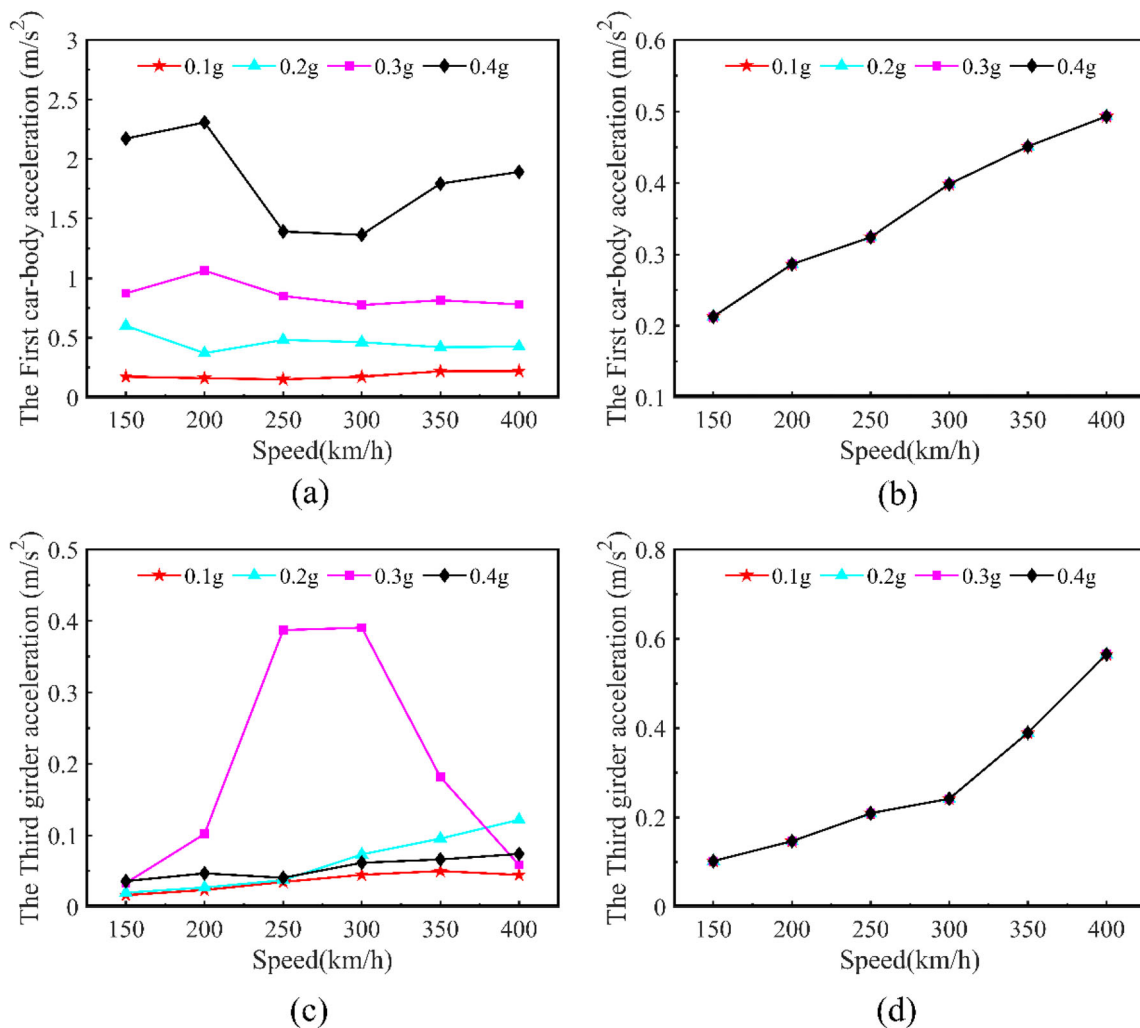 The First car-body acceleration (m/s²)
3
2.5
2
1.5
1
0.5
0
0.1g 0.2g 0.3g 0.4g
150 200 250 300 350 400
Speed(km/h)
(a)
The First car-body acceleration (m/s²)
0.6
0.5
0.4
0.3
0.2
0.1
0.1g 0.2g 0.3g 0.4g
150 200 250 300 350 400
Speed(km/h)
(b)
The Third girder acceleration (m/s²)
0.5
0.4
0.3
0.2
0.1
0
0.1g 0.2g 0.3g 0.4g
150 200 250 300 350 400
Speed(km/h)
(c)
The Third girder acceleration (m/s²)
0.8
0.6
0.4
0.2
0
0.1g 0.2g 0.3g 0.4g
150 200 250 300 350 400
Speed(km/h)
(d)